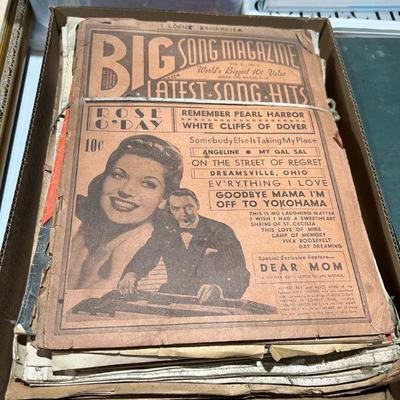 BIG SONG MAGAZINE
World's Biggest 10¢ Value
LATEST·SONG·HITS
ROSE
O'DAY
10¢
REMEMBER PEARL HARBOR
WHITE CLIFFS OF DOVER
Somebody Else Is Taking My Place
ANGELINE • MY GAL SAL
ON THE STREET OF REGRET
DREAMSVILLE, OHIO
EV'RYTHING I LOVE
GOODBYE MAMA I'M
OFF TO YOKOHAMA
THIS IS NO LAUGHING MATTER
I WISH I HAD A SWEETHEART
SHRINE OF ST. CECILIA
THIS LOVE OF MINE
LAMP OF MEMORY
VIVA ROOSEVELT
DAY DREAMING
Special Exclusive Feature—
DEAR MOM